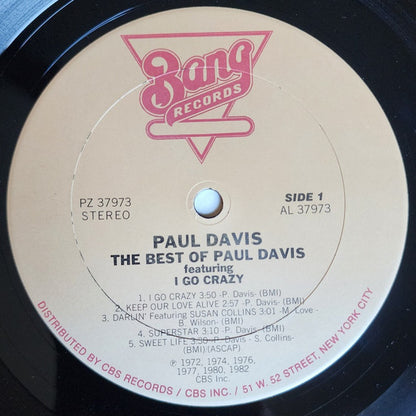 Bang
RECORDS
PZ 37973
STEREO
SIDE 1
AL 37973
PAUL DAVIS
THE BEST OF PAUL DAVIS
featuring
I GO CRAZY
1. I GO CRAZY 3:50 -P. Davis- (BMI)
2. KEEP OUR LOVE ALIVE 2:57 -P. Davis- (BMI)
3. DARLIN' Featuring SUSAN COLLINS 3:01 -M. Love -
B. Wilson- (BMI)
4. SUPERSTAR 3:10 -P. Davis- (BMI)
5. SWEET LIFE 3:39 -P. Davis - S. Collins-
(BMI)(ASCAP)
℗ 1972, 1974, 1976,
1977, 1980, 1982
CBS Inc.
DISTRIBUTED BY CBS RECORDS / CBS INC. / 51 W. 52 STREET, NEW YORK CITY